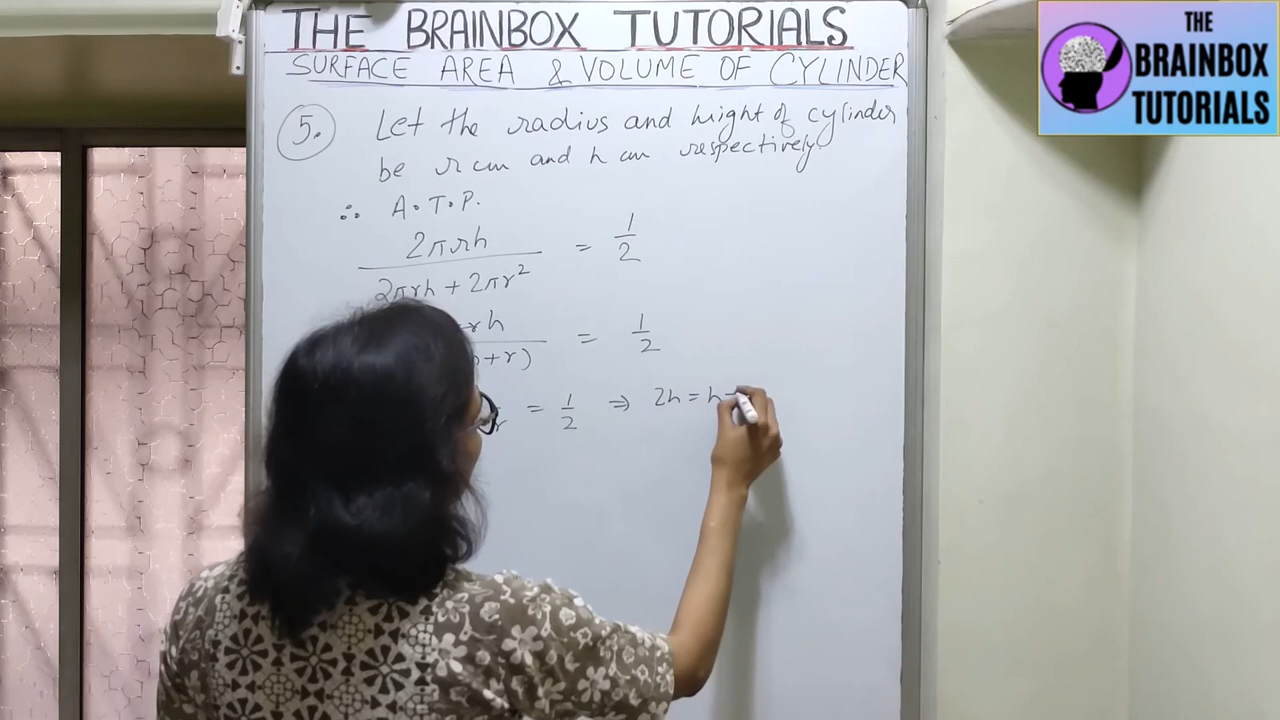 THE BRAINBOX TUTORIALS
SURFACE AREA & VOLUME OF CYLINDER
5. Let the radius and height of cylinder
be r cm and h cm respectively
∴ A.T.P.
2πrh / 2πrh + 2πr² = 1/2
rh / +r) = 1/2
r = 1/2 ⇒ 2h = h
THE
BRAINBOX
TUTORIALS